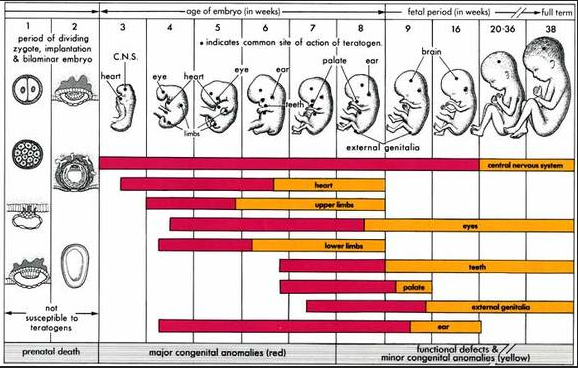 age of embryo (in weeks)
fetal period (in weeks)
full term
1
2
3
4
5
6
7
8
9
16
20-36
38
period of dividing
zygote, implantation
& bilaminar embryo
• indicates common site of action of teratogen.
C.N.S.
heart
eye
heart
limbs
eye
ear
teeth
palate
ear
external genitalia
brain
central nervous system
heart
upper limbs
eyes
lower limbs
teeth
palate
external genitalia
ear
not
susceptible to
teratogens
prenatal death
major congenital anomalies (red)
functional defects &
minor congenital anomalies (yellow)